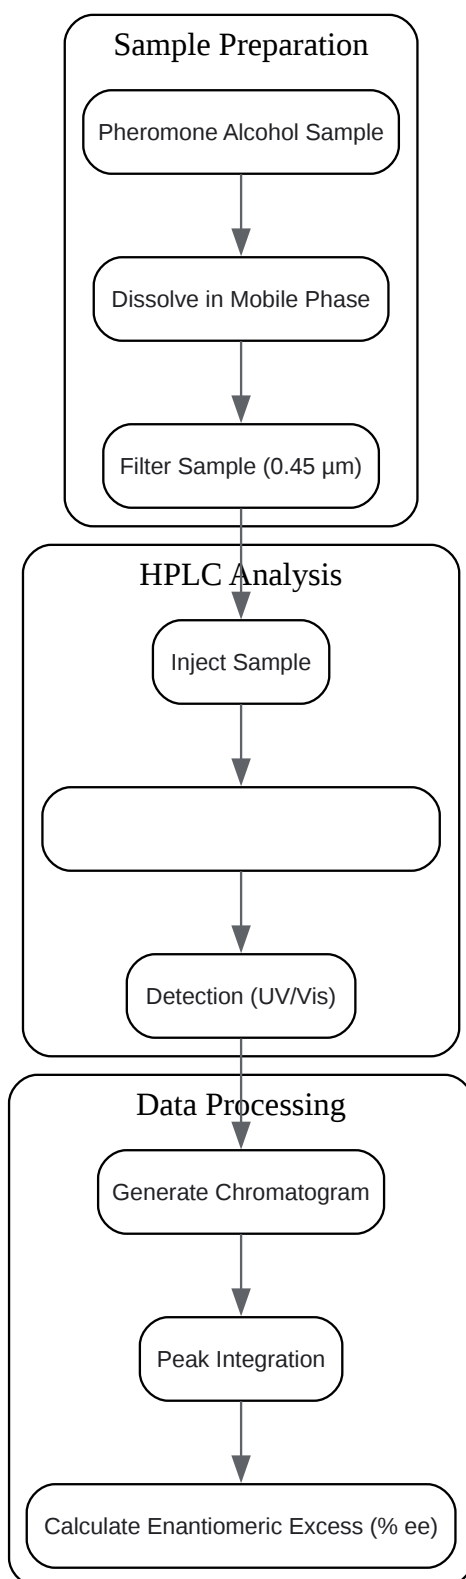 Sample Preparation
Pheromone Alcohol Sample
Dissolve in Mobile Phase
Filter Sample (0.45 µm)
HPLC Analysis
Inject Sample
Detection (UV/Vis)
Data Processing
Generate Chromatogram
Peak Integration
Calculate Enantiomeric Excess (% ee)